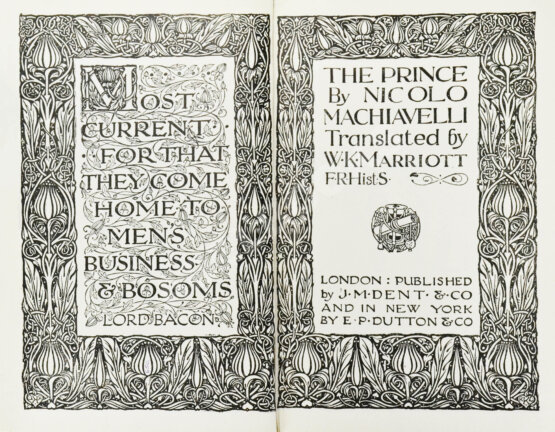 MOST
CURRENT
FOR THAT
THEY COME
HOME TO
MENS
BUSINESS
& BOSOMS
LORD BACON
THE PRINCE
By NICOLO
MACHIAVELLI
Translated by
W·K·MARRIOTT
F·R·Hist·S·
LONDON: PUBLISHED
by J·M·DENT·&·CO
AND IN NEW YORK
BY E·P·DUTTON & CO